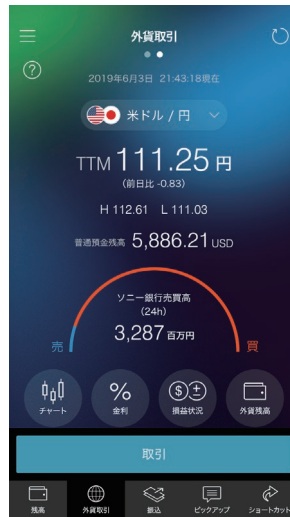 外貨取引
?
2019年6月3日 21:43:18現在
米ドル / 円
TTM 111.25 円
(前日比 -0.83)
H 112.61 L 111.03
普通預金残高 5,886.21 USD
ソニー銀行売買高
(24h)
3,287 百万円
売 買
チャート 金利 損益状況 外貨残高
取引
残高 外貨取引 振込 ピックアップ ショートカット